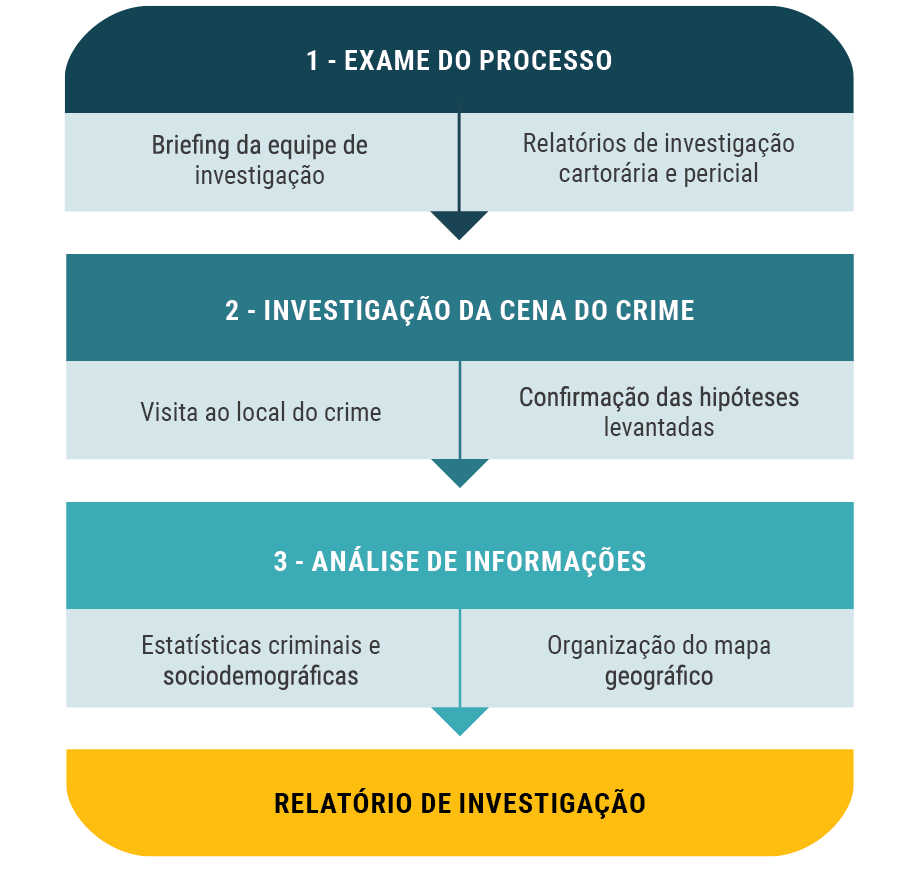 1 - EXAME DO PROCESSO
Briefing da equipe de
investigação
Relatórios de investigação
cartorária e pericial
2 - INVESTIGAÇÃO DA CENA DO CRIME
Visita ao local do crime
Confirmação das hipóteses
levantadas
3 - ANÁLISE DE INFORMAÇÕES
Estatísticas criminais e
sociodemográficas
Organização do mapa
geográfico
RELATÓRIO DE INVESTIGAÇÃO